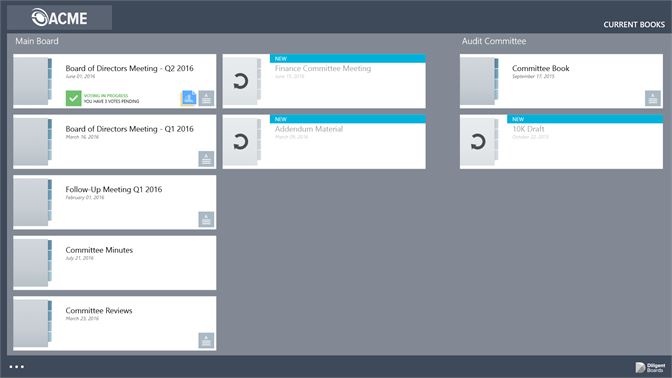 ACME
CURRENT BOOKS
Main Board
Board of Directors Meeting - Q2 2016
June 01, 2016
VOTING IN PROGRESS
YOU HAVE 3 VOTES PENDING
Board of Directors Meeting - Q1 2016
March 16, 2016
Follow-Up Meeting Q1 2016
February 01, 2016
Committee Minutes
July 21, 2016
Committee Reviews
March 23, 2016
NEW
Finance Committee Meeting
June 15, 2016
NEW
Addendum Material
March 09, 2016
Audit Committee
Committee Book
September 17, 2015
NEW
10K Draft
October 22, 2015
Diligent
Boards